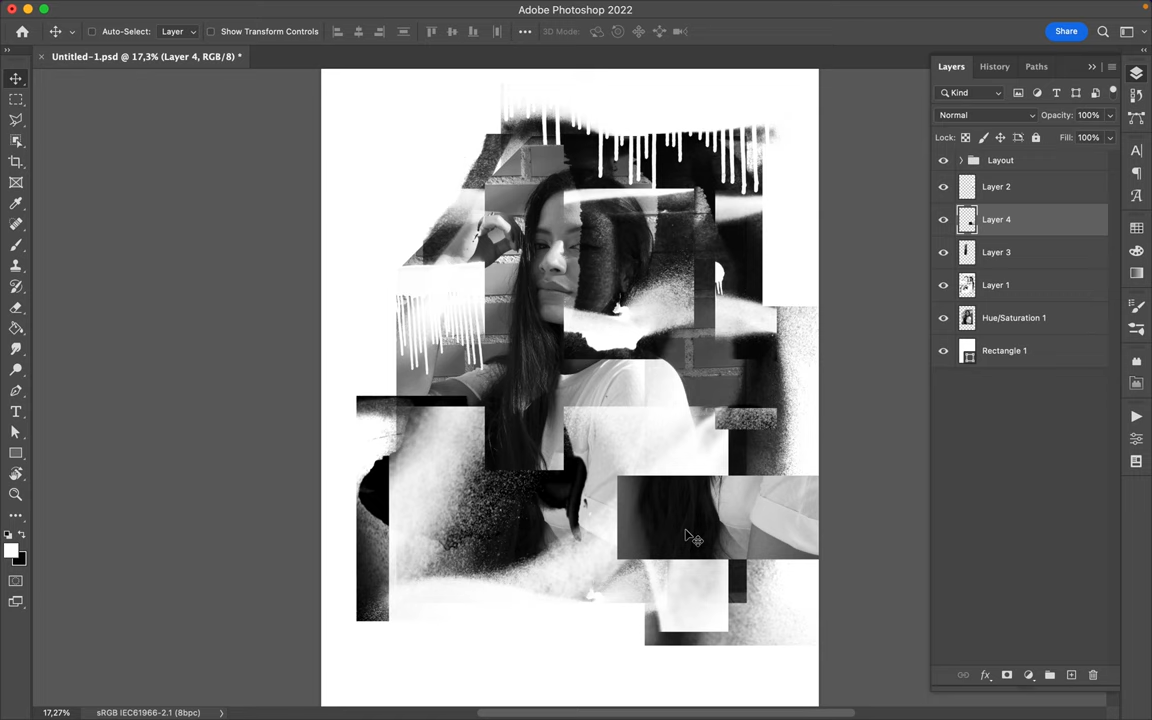 Adobe Photoshop 2022
Auto-Select: Layer Show Transform Controls 3D Mode: Share
Untitled-1.psd @ 17,3% (Layer 4, RGB/8) *
Layers History Paths
Kind
Normal Opacity: 100%
Lock: Fill: 100%
Layout
Layer 2
Layer 4
Layer 3
Layer 1
Hue/Saturation 1
Rectangle 1
fx
17,27% sRGB IEC61966-2.1 (8bpc)